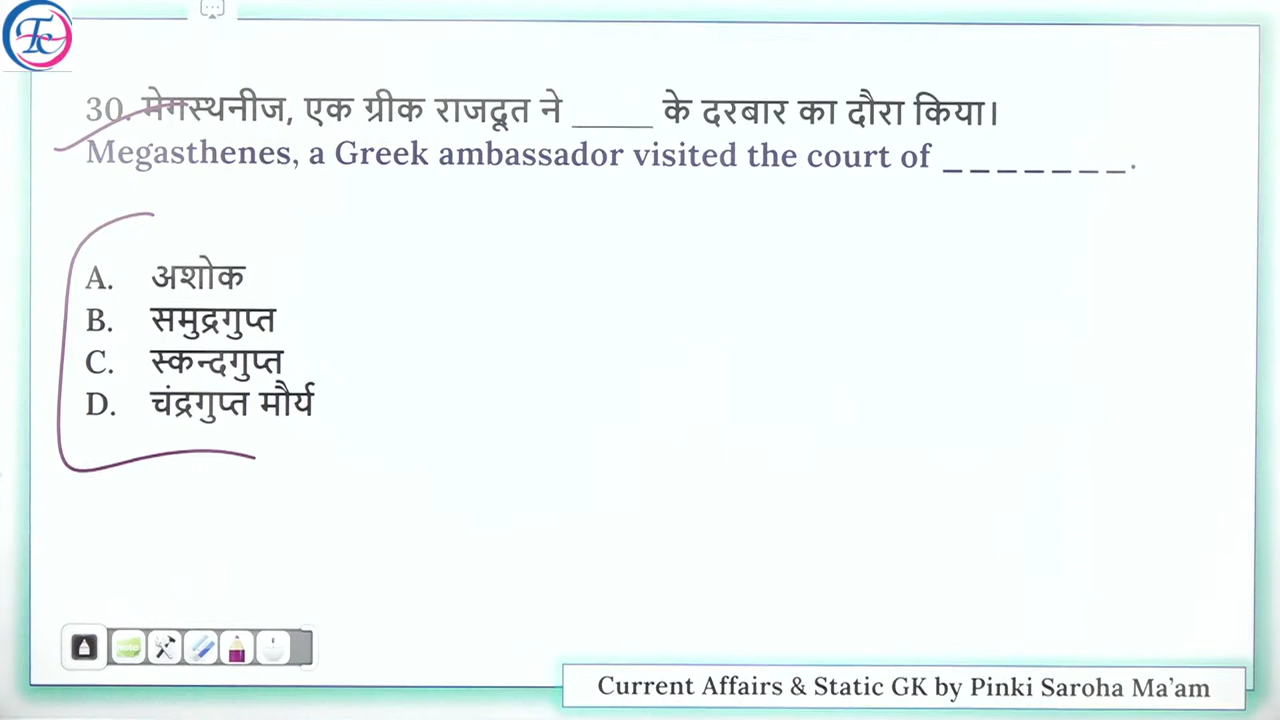 Tc
30. मेगस्थनीज, एक ग्रीक राजदूत ने _____ के दरबार का दौरा किया।
Megasthenes, a Greek ambassador visited the court of _ _ _ _ _ _ _.
A. अशोक
B. समुद्रगुप्त
C. स्कन्दगुप्त
D. चंद्रगुप्त मौर्य
Current Affairs & Static GK by Pinki Saroha Ma'am